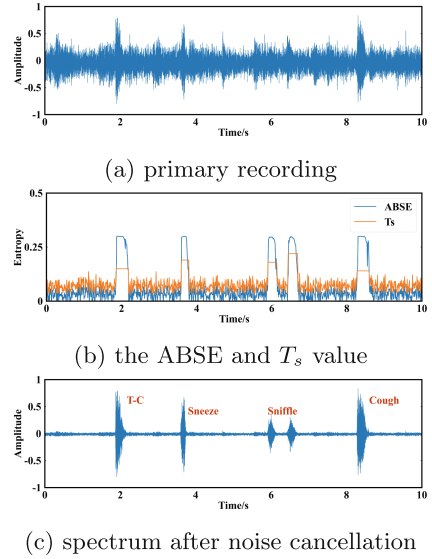 1
0.5
Amplitude
0
-0.5
-1
0 2 4 6 8 10
Time/s
(a) primary recording
0.5
ABSE
Ts
Entropy
0.25
0
0 2 4 6 8 10
Time/s
(b) the ABSE and Ts value
1
T-C
Cough
0.5
Sneeze
Sniffle
Amplitude
0
0.5
-1
0 2 4 6 8 10
Time/s
(c) spectrum after noise cancellation